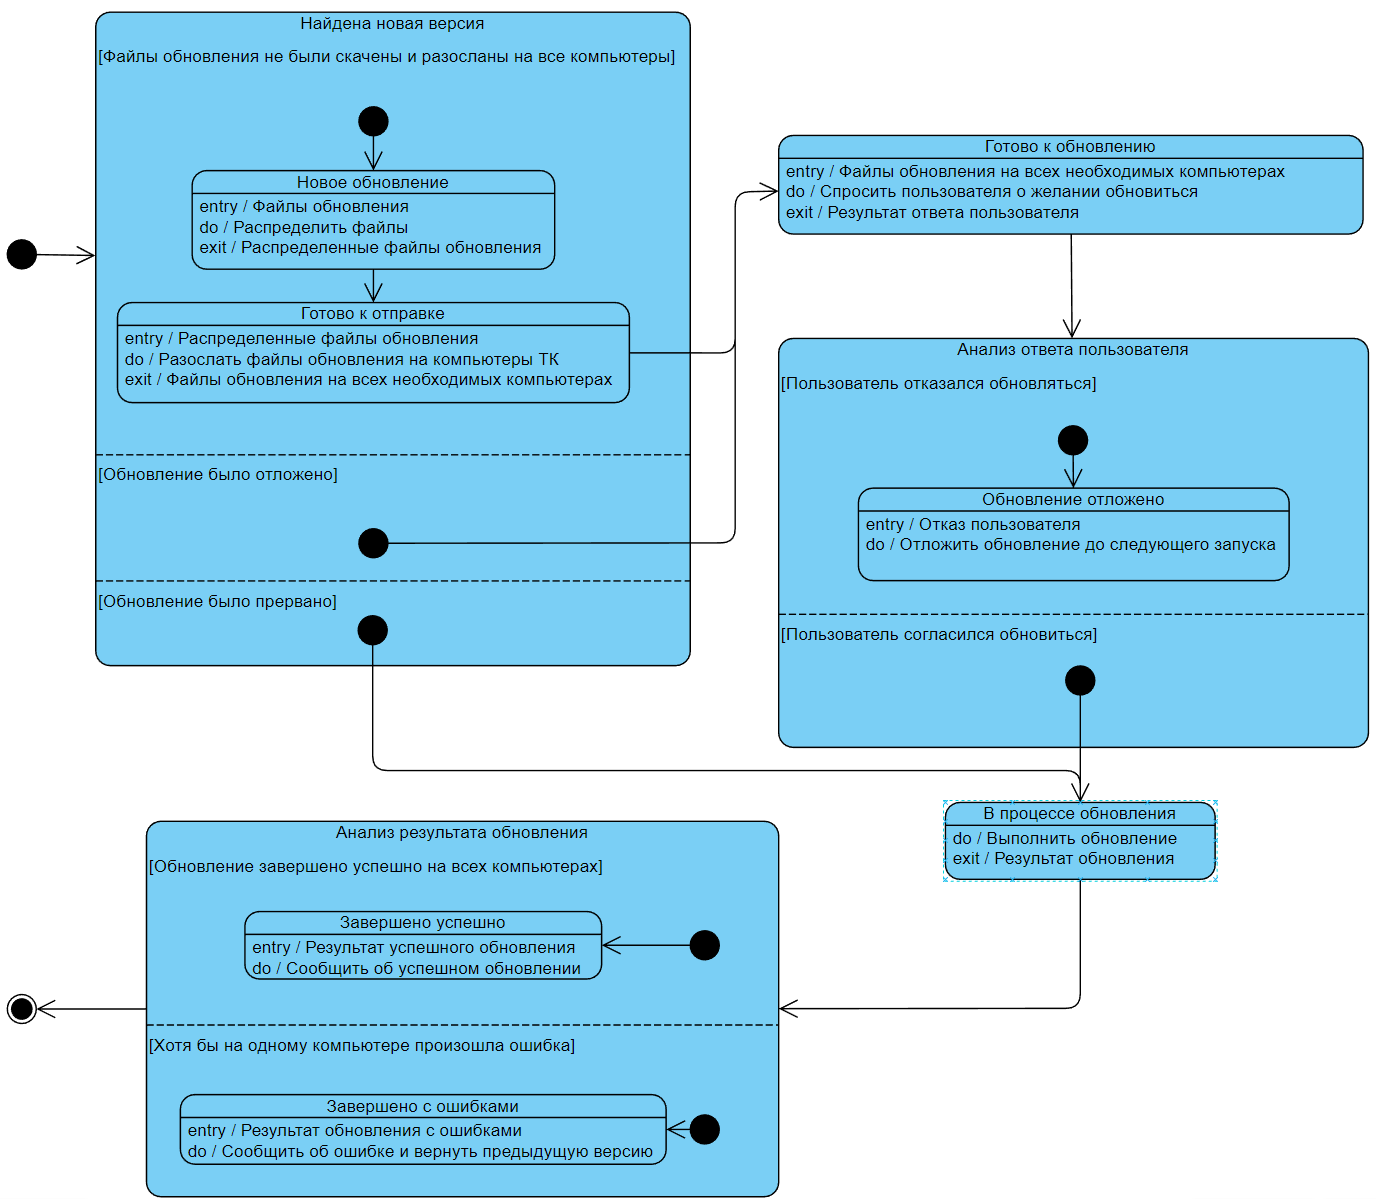 Найдена новая версия
[Файлы обновления не были скачены и разосланы на все компьютеры]
Новое обновление
entry / Файлы обновления
do / Распределить файлы
exit / Распределенные файлы обновления
Готово к отправке
entry / Распределенные файлы обновления
do / Разослать файлы обновления на компьютеры ТК
exit / Файлы обновления на всех необходимых компьютерах
[Обновление было отложено]
[Обновление было прервано]
Готово к обновлению
entry / Файлы обновления на всех необходимых компьютерах
do / Спросить пользователя о желании обновиться
exit / Результат ответа пользователя
Анализ ответа пользователя
[Пользователь отказался обновляться]
Обновление отложено
entry / Отказ пользователя
do / Отложить обновление до следующего запуска
[Пользователь согласился обновиться]
В процессе обновления
do / Выполнить обновление
exit / Результат обновления
Анализ результата обновления
[Обновление завершено успешно на всех компьютерах]
Завершено успешно
entry / Результат успешного обновления
do / Сообщить об успешном обновлении
[Хотя бы на одному компьютере произошла ошибка]
Завершено с ошибками
entry / Результат обновления с ошибками
do / Сообщить об ошибке и вернуть предыдущую версию